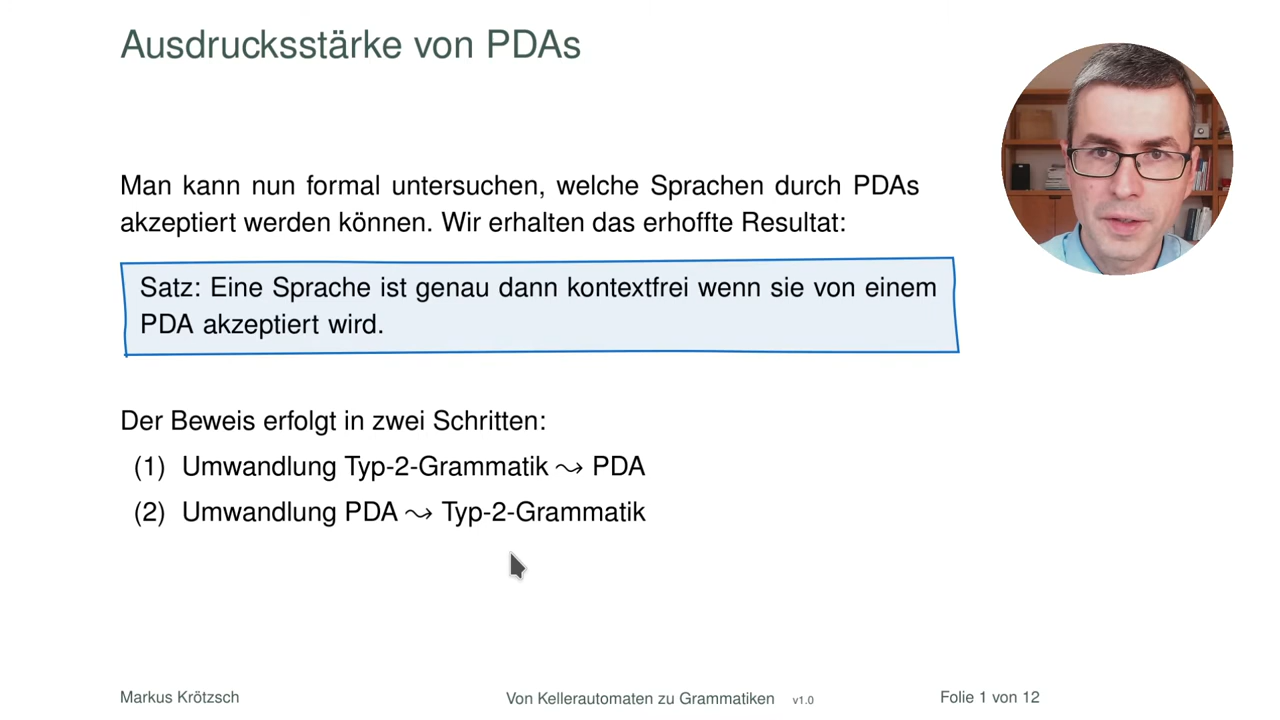 Ausdrucksstärke von PDAs
Man kann nun formal untersuchen, welche Sprachen durch PDAs
akzeptiert werden können. Wir erhalten das erhoffte Resultat:
Satz: Eine Sprache ist genau dann kontextfrei wenn sie von einem
PDA akzeptiert wird.
Der Beweis erfolgt in zwei Schritten:
(1) Umwandlung Typ-2-Grammatik ⤳ PDA
(2) Umwandlung PDA ⤳ Typ-2-Grammatik
Markus Krötzsch Von Kellerautomaten zu Grammatiken v1.0 Folie 1 von 12